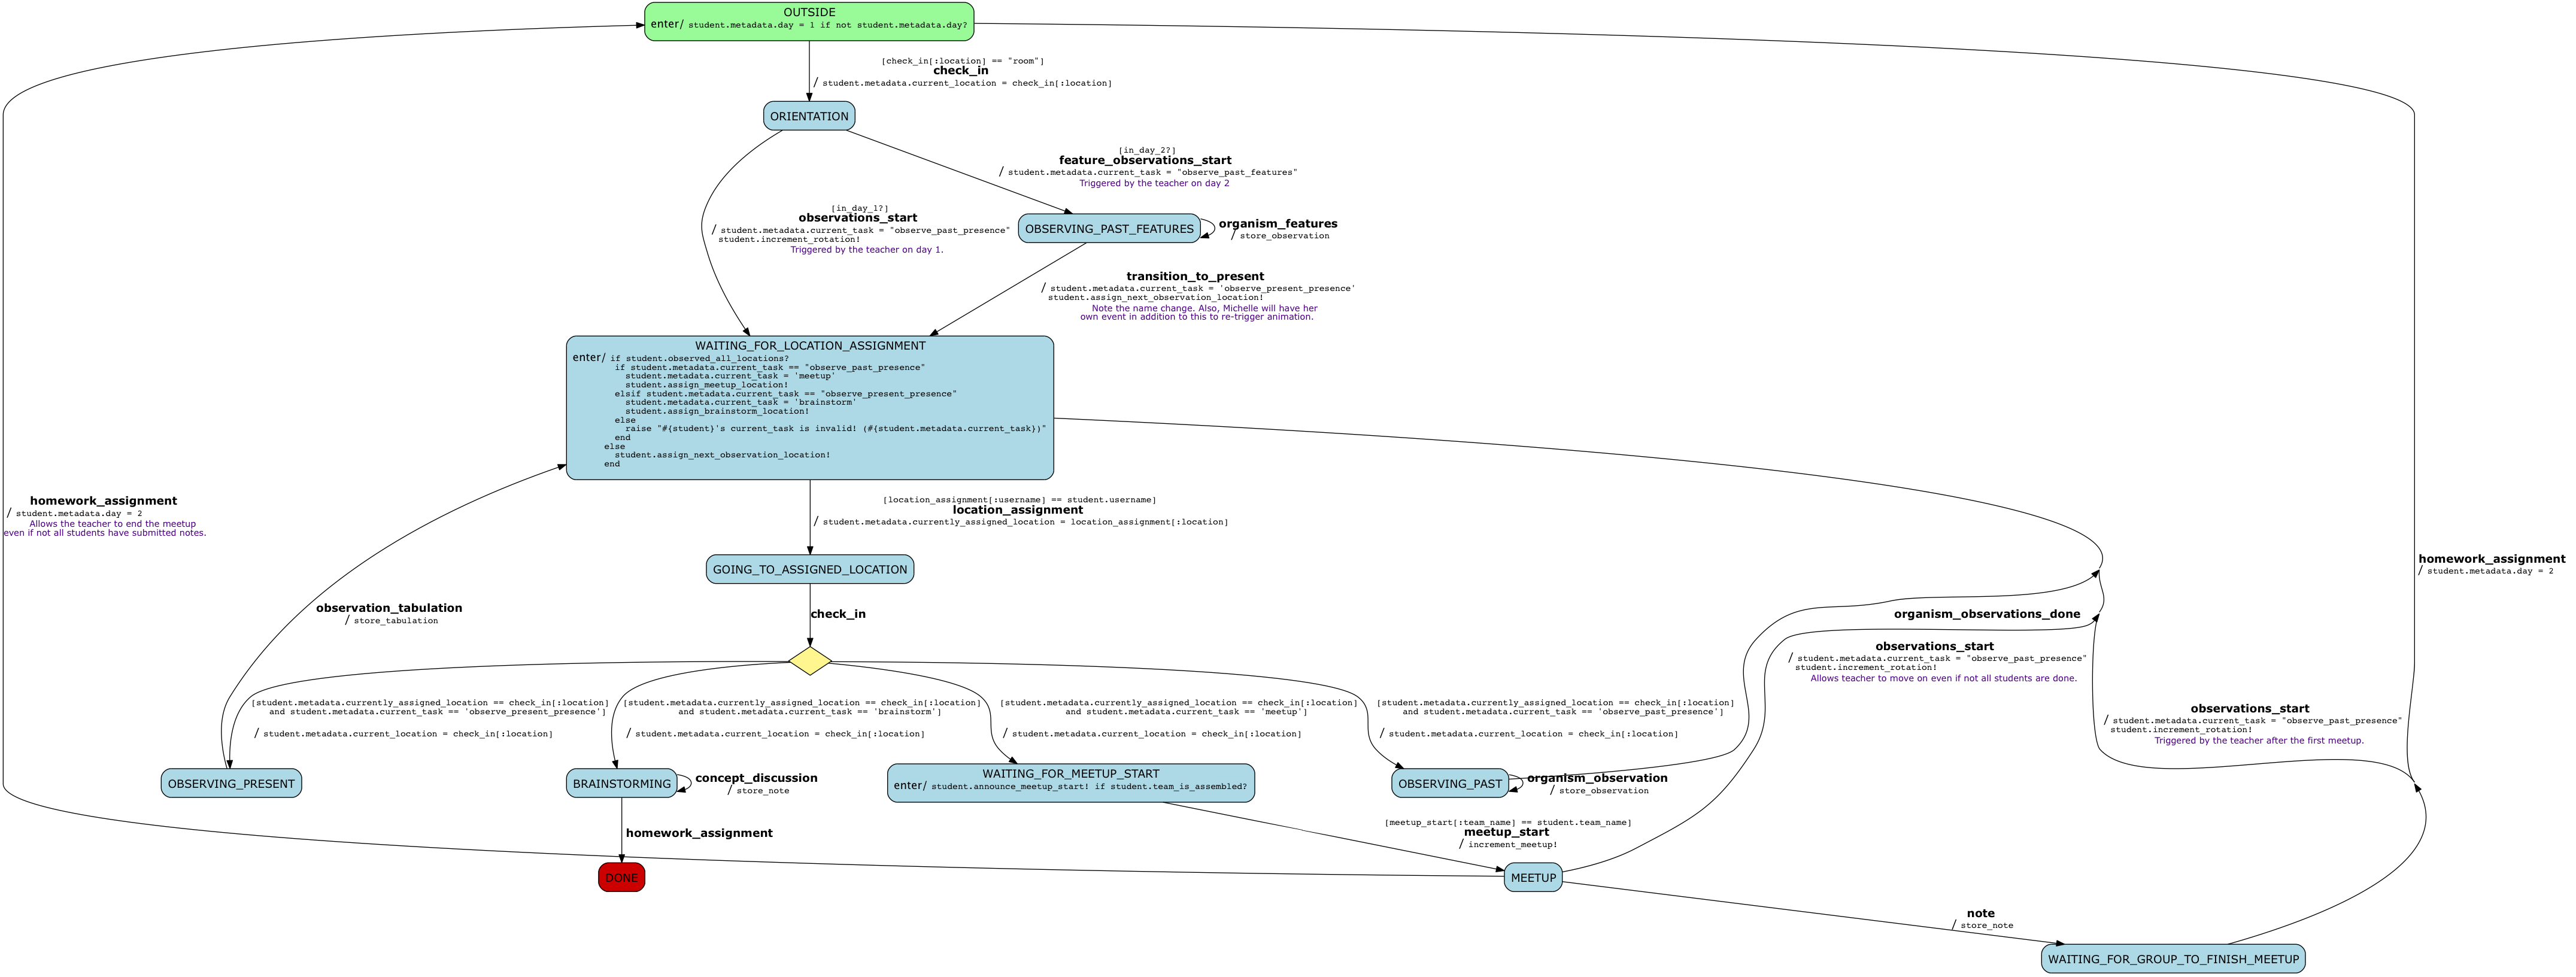 OUTSIDE
enter/ student.metadata.day = 1 if not student.metadata.day?
[check_in[:location] == "room"]
check_in
/ student.metadata.current_location = check_in[:location]
ORIENTATION
[in_day_2?]
feature_observations_start
/ student.metadata.current_task = "observe_past_features"
Triggered by the teacher on day 2
[in_day_1?]
observations_start
/ student.metadata.current_task = "observe_past_presence"
student.increment_rotation!
Triggered by the teacher on day 1.
OBSERVING_PAST_FEATURES
organism_features
/ store_observation
transition_to_present
/ student.metadata.current_task = 'observe_present_presence'
student.assign_next_observation_location!
Note the name change. Also, Michelle will have her
own event in addition to this to re-trigger animation.
WAITING_FOR_LOCATION_ASSIGNMENT
enter/ if student.observed_all_locations?
if student.metadata.current_task == "observe_past_presence"
student.metadata.current_task = 'meetup'
student.assign_meetup_location!
elsif student.metadata.current_task == "observe_present_presence"
student.metadata.current_task = 'brainstorm'
student.assign_brainstorm_location!
else
raise "#{student}'s current_task is invalid! (#{student.metadata.current_task})"
end
else
student.assign_next_observation_location!
end
homework_assignment
/ student.metadata.day = 2
Allows the teacher to end the meetup
even if not all students have submitted notes.
[location_assignment[:username] == student.username]
location_assignment
/ student.metadata.currently_assigned_location = location_assignment[:location]
GOING_TO_ASSIGNED_LOCATION
homework_assignment
/ student.metadata.day = 2
observation_tabulation
/ store_tabulation
check_in
organism_observations_done
observations_start
/ student.metadata.current_task = "observe_past_presence"
student.increment_rotation!
Allows teacher to move on even if not all students are done.
[student.metadata.currently_assigned_location == check_in[:location]
and student.metadata.current_task == 'observe_present_presence']
/ student.metadata.current_location = check_in[:location]
[student.metadata.currently_assigned_location == check_in[:location]
and student.metadata.current_task == 'brainstorm']
/ student.metadata.current_location = check_in[:location]
[student.metadata.currently_assigned_location == check_in[:location]
and student.metadata.current_task == 'meetup']
/ student.metadata.current_location = check_in[:location]
[student.metadata.currently_assigned_location == check_in[:location]
and student.metadata.current_task == 'observe_past_presence']
/ student.metadata.current_location = check_in[:location]
observations_start
/ student.metadata.current_task = "observe_past_presence"
student.increment_rotation!
Triggered by the teacher after the first meetup.
OBSERVING_PRESENT
BRAINSTORMING
concept_discussion
/ store_note
WAITING_FOR_MEETUP_START
enter/ student.announce_meetup_start! if student.team_is_assembled?
OBSERVING_PAST
organism_observation
/ store_observation
homework_assignment
[meetup_start[:team_name] == student.team_name]
meetup_start
/ increment_meetup!
DONE
MEETUP
note
/ store_note
WAITING_FOR_GROUP_TO_FINISH_MEETUP